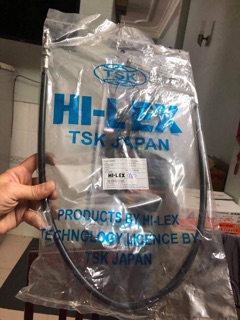 TSK
HI-LEX
TSK JAPAN
HI-LEX
PRODUCTS BY HI-LEX
TECHNOLOGY LICENCE BY
TSK JAPAN